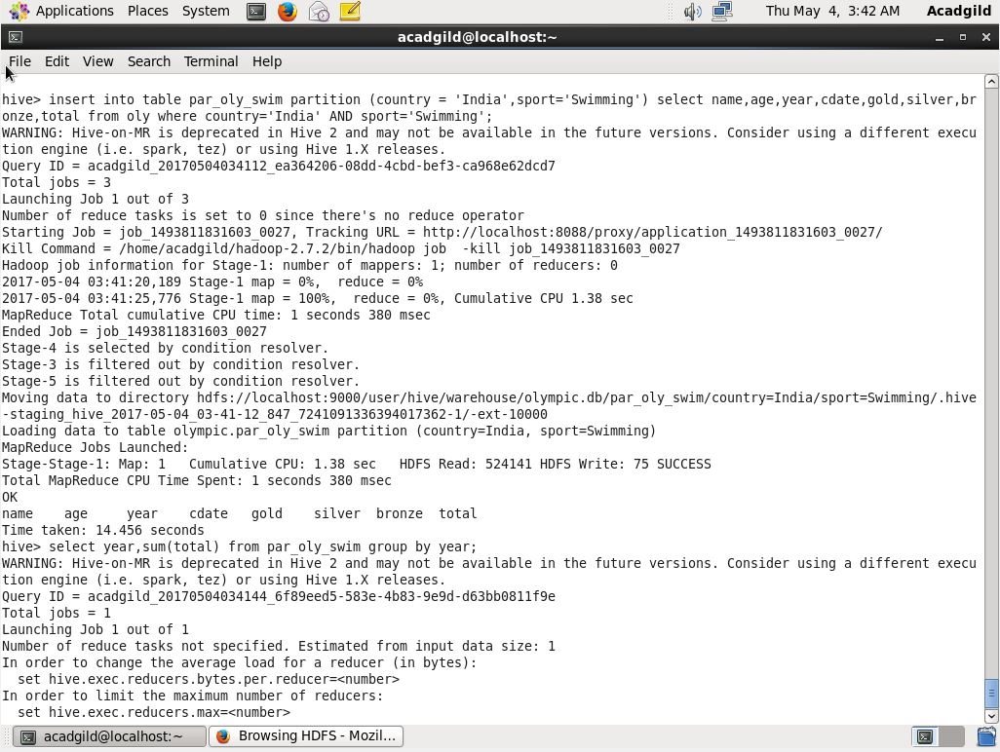 Applications Places System Thu May 4, 3:42 AM Acadgild
acadgild@localhost:~
File Edit View Search Terminal Help
hive> insert into table par_oly_swim partition (country = 'India',sport='Swimming') select name,age,year,cdate,gold,silver,br
onze,total from oly where country='India' AND sport='Swimming';
WARNING: Hive-on-MR is deprecated in Hive 2 and may not be available in the future versions. Consider using a different execu
tion engine (i.e. spark, tez) or using Hive 1.X releases.
Query ID = acadgild_20170504034112_ea364206-08dd-4cbd-bef3-ca968e62dcd7
Total jobs = 3
Launching Job 1 out of 3
Number of reduce tasks is set to 0 since there's no reduce operator
Starting Job = job_1493811831603_0027, Tracking URL = http://localhost:8088/proxy/application_1493811831603_0027/
Kill Command = /home/acadgild/hadoop-2.7.2/bin/hadoop job  -kill job_1493811831603_0027
Hadoop job information for Stage-1: number of mappers: 1; number of reducers: 0
2017-05-04 03:41:20,189 Stage-1 map = 0%,  reduce = 0%
2017-05-04 03:41:25,776 Stage-1 map = 100%,  reduce = 0%, Cumulative CPU 1.38 sec
MapReduce Total cumulative CPU time: 1 seconds 380 msec
Ended Job = job_1493811831603_0027
Stage-4 is selected by condition resolver.
Stage-3 is filtered out by condition resolver.
Stage-5 is filtered out by condition resolver.
Moving data to directory hdfs://localhost:9000/user/hive/warehouse/olympic.db/par_oly_swim/country=India/sport=Swimming/.hive
-staging_hive_2017-05-04_03-41-12_847_7241091336394017362-1/-ext-10000
Loading data to table olympic.par_oly_swim partition (country=India, sport=Swimming)
MapReduce Jobs Launched:
Stage-Stage-1: Map: 1   Cumulative CPU: 1.38 sec   HDFS Read: 524141 HDFS Write: 75 SUCCESS
Total MapReduce CPU Time Spent: 1 seconds 380 msec
OK
name    age     year    cdate   gold    silver  bronze  total
Time taken: 14.456 seconds
hive> select year,sum(total) from par_oly_swim group by year;
WARNING: Hive-on-MR is deprecated in Hive 2 and may not be available in the future versions. Consider using a different execu
tion engine (i.e. spark, tez) or using Hive 1.X releases.
Query ID = acadgild_20170504034144_6f89eed5-583e-4b83-9e9d-d63bb0811f9e
Total jobs = 1
Launching Job 1 out of 1
Number of reduce tasks not specified. Estimated from input data size: 1
In order to change the average load for a reducer (in bytes):
  set hive.exec.reducers.bytes.per.reducer=<number>
In order to limit the maximum number of reducers:
  set hive.exec.reducers.max=<number>
acadgild@localhost:~ Browsing HDFS - Mozil...